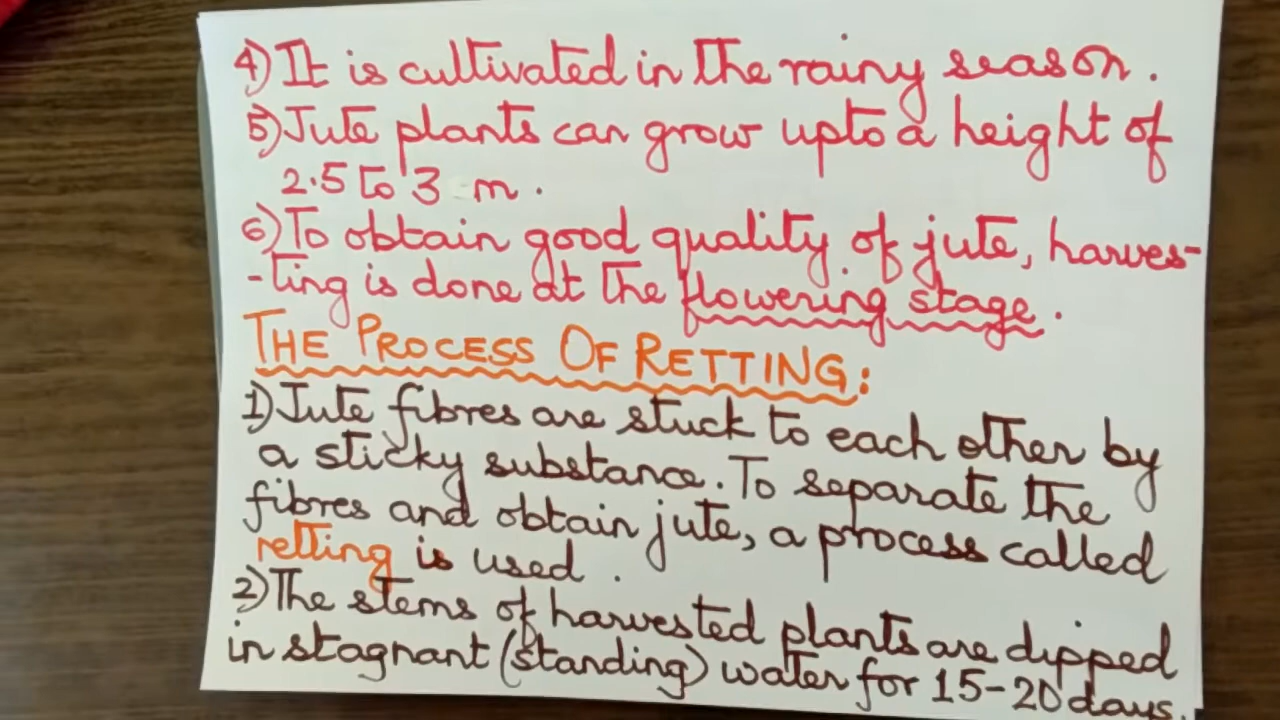 4) It is cultivated in the rainy season.
5) Jute plants can grow upto a height of
2.5 to 3 m.
6) To obtain good quality of jute, harves-
-ting is done at the flowering stage.
THE PROCESS OF RETTING:
1) Jute fibres are stuck to each other by
a sticky substance. To separate the
fibres and obtain jute, a process called
retting is used.
2) The stems of harvested plants are dipped
in stagnant (standing) water for 15-20 days.